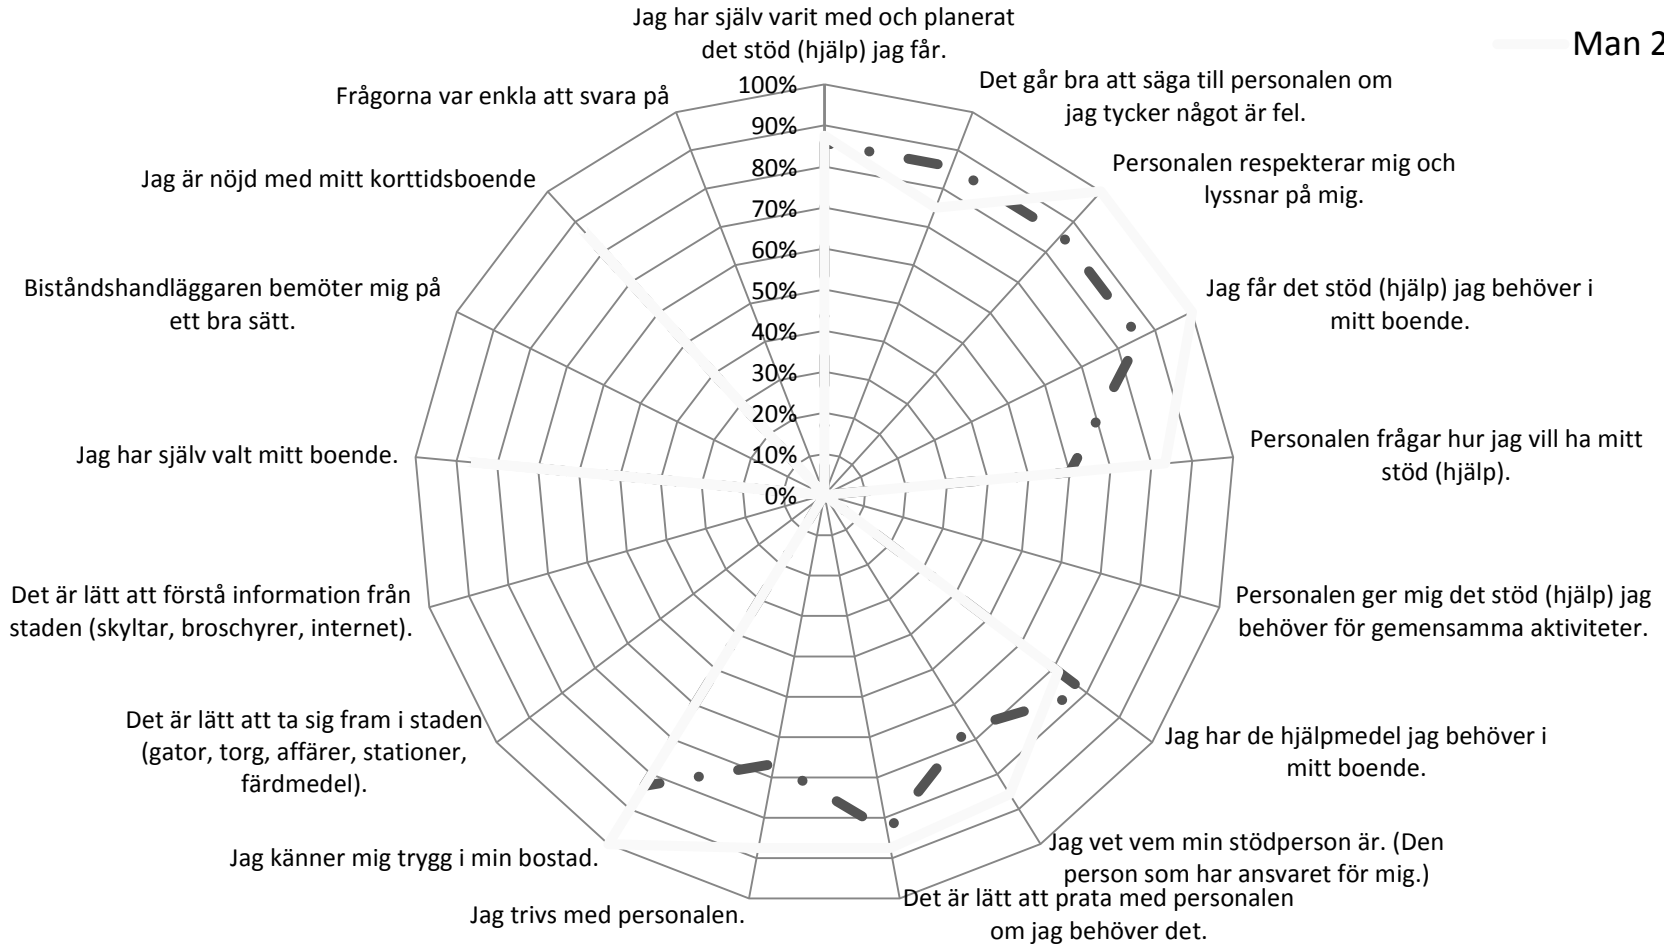 Jag har själv varit med och planerat
det stöd (hjälp) jag får.
Man 2
Det går bra att säga till personalen om
jag tycker något är fel.
Personalen respekterar mig och
lyssnar på mig.
Jag får det stöd (hjälp) jag behöver i
mitt boende.
Personalen frågar hur jag vill ha mitt
stöd (hjälp).
Personalen ger mig det stöd (hjälp) jag
behöver för gemensamma aktiviteter.
Jag har de hjälpmedel jag behöver i
mitt boende.
Jag vet vem min stödperson är. (Den
person som har ansvaret för mig.)
Det är lätt att prata med personalen
om jag behöver det.
Jag trivs med personalen.
Jag känner mig trygg i min bostad.
Det är lätt att ta sig fram i staden
(gator, torg, affärer, stationer,
färdmedel).
Det är lätt att förstå information från
staden (skyltar, broschyrer, internet).
Jag har själv valt mitt boende.
Biståndshandläggaren bemöter mig på
ett bra sätt.
Jag är nöjd med mitt korttidsboende
Frågorna var enkla att svara på
100%
90%
80%
70%
60%
50%
40%
30%
20%
10%
0%